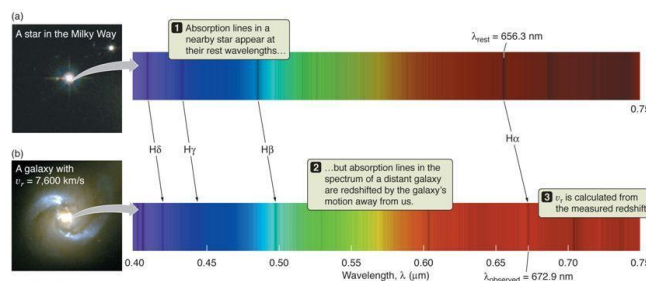 (a)
A star in the Milky Way
1 Absorption lines in a
nearby star appear at
their rest wavelengths…
λrest = 656.3 nm
0.75
Hδ
Hγ
Hβ
Hα
(b)
A galaxy with
vr = 7,600 km/s
2 …but absorption lines in the
spectrum of a distant galaxy
are redshifted by the galaxy's
motion away from us.
3 vr is calculated from
the measured redshift
0.40
0.45
0.50
0.55
0.60
0.65
0.70
0.75
Wavelength, λ (μm)
λobserved = 672.9 nm